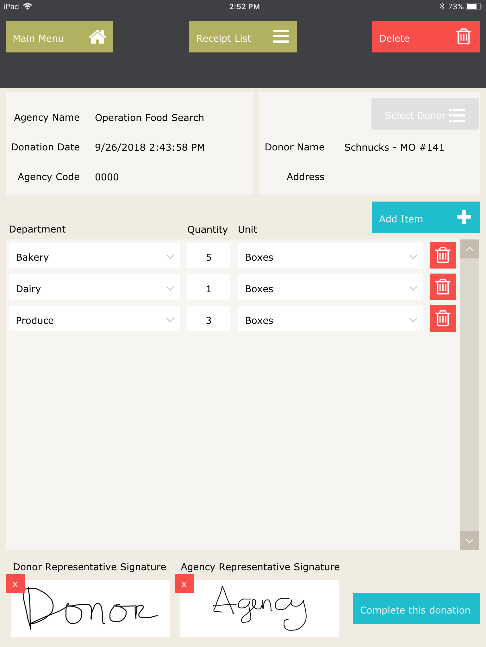 iPad 2:52 PM 73%
Main Menu Receipt List Delete
Select Donor
Agency Name Operation Food Search
Donation Date 9/26/2018 2:43:58 PM Donor Name Schnucks - MO #141
Agency Code 0000 Address
Add Item
Department Quantity Unit
Bakery 5 Boxes
Dairy 1 Boxes
Produce 3 Boxes
Donor Representative Signature Agency Representative Signature
x x
Donor Agency
Complete this donation